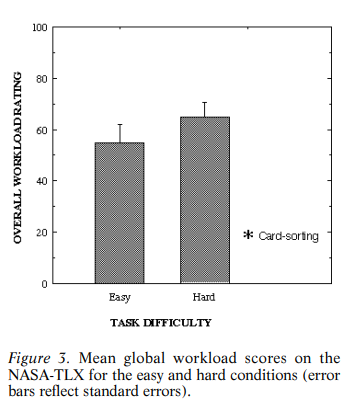 100
80
60
40
20
0
OVERALL WORKLOAD RATING
* Card-sorting
Easy Hard
TASK DIFFICULTY
Figure 3. Mean global workload scores on the
NASA-TLX for the easy and hard conditions (error
bars reflect standard errors).